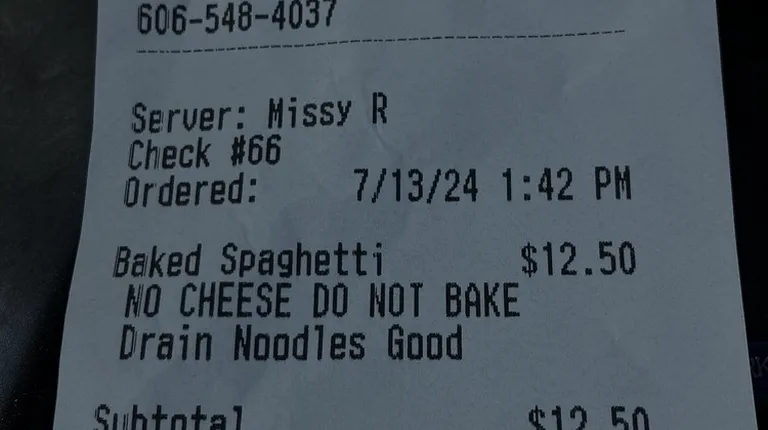 606-548-4037
Server: Missy R
Check #66
Ordered: 7/13/24 1:42 PM
Baked Spaghetti $12.50
NO CHEESE DO NOT BAKE
Drain Noodles Good
Subtotal $12.50